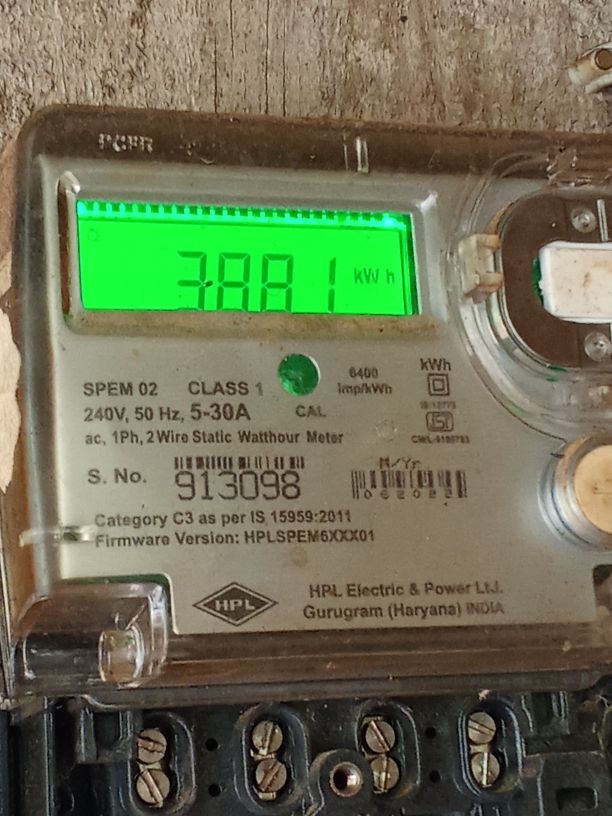 3881 kWh
SPEM 02 CLASS 1
6400
imp/kWh
kWh
240V, 50 Hz, 5-30A CAL
ac, 1Ph, 2 Wire Static Watthour Meter
S. No. 913098
M/Yr.
062022
Category C3 as per IS 15959:2011
Firmware Version: HPLSPEM6XXX01
HPL
HPL Electric & Power Ltd.
Gurugram (Haryana) INDIA